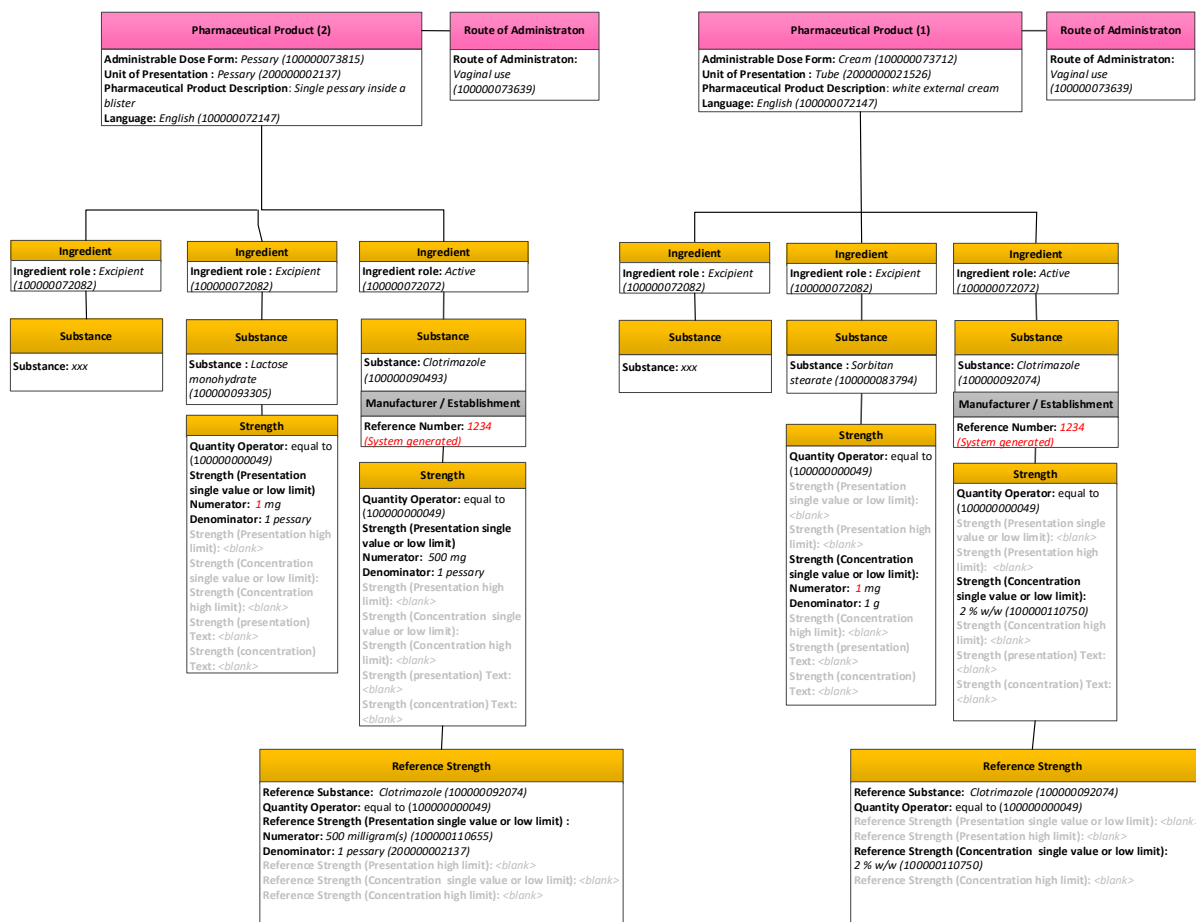 Pharmaceutical Product (2)
Administrable Dose Form: Pessary (100000073815)
Unit of Presentation : Pessary (200000002137)
Pharmaceutical Product Description: Single pessary inside a
blister
Language: English (100000072147)
Route of Administraton
Route of Administraton:
Vaginal use
(100000073639)
Pharmaceutical Product (1)
Administrable Dose Form: Cream (100000073712)
Unit of Presentation : Tube (2000000021526)
Pharmaceutical Product Description: white external cream
Language: English (100000072147)
Route of Administraton
Route of Administraton:
Vaginal use
(100000073639)
Ingredient
Ingredient role : Excipient
(100000072082)
Substance
Substance: xxx
Ingredient
Ingredient role : Excipient
(100000072082)
Substance
Substance : Lactose
monohydrate
(100000093305)
Strength
Quantity Operator: equal to
(100000000049)
Strength (Presentation
single value or low limit)
Numerator: 1 mg
Denominator: 1 pessary
Strength (Presentation high
limit): <blank>
Strength (Concentration
single value or low limit):
Strength (Concentration
high limit): <blank>
Strength (presentation)
Text: <blank>
Strength (concentration)
Text: <blank>
Ingredient
Ingredient role: Active
(100000072072)
Substance
Substance: Clotrimazole
(100000090493)
Manufacturer / Establishment
Reference Number: 1234
(System generated)
Strength
Quantity Operator: equal to
(100000000049)
Strength (Presentation single
value or low limit)
Numerator: 500 mg
Denominator: 1 pessary
Strength (Presentation high
limit): <blank>
Strength (Concentration single
value or low limit):
Strength (Concentration high
limit): <blank>
Strength (presentation) Text:
<blank>
Strength (concentration) Text:
<blank>
Reference Strength
Reference Substance: Clotrimazole (100000092074)
Quantity Operator: equal to (100000000049)
Reference Strength (Presentation single value or low limit) :
Numerator: 500 milligram(s) (100000110655)
Denominator: 1 pessary (200000002137)
Reference Strength (Presentation high limit): <blank>
Reference Strength (Concentration single value or low limit): <blank>
Reference Strength (Concentration high limit): <blank>
Ingredient
Ingredient role : Excipient
(100000072082)
Substance
Substance: xxx
Ingredient
Ingredient role : Excipient
(100000072082)
Substance
Substance : Sorbitan
stearate (100000083794)
Strength
Quantity Operator: equal to
(100000000049)
Strength (Presentation
single value or low limit):
<blank>
Strength (Presentation high
limit): <blank>
Strength (Concentration
single value or low limit):
Numerator: 1 mg
Denominator: 1 g
Strength (Concentration
high limit): <blank>
Strength (presentation)
Text: <blank>
Strength (concentration)
Text: <blank>
Ingredient
Ingredient role: Active
(100000072072)
Substance
Substance: Clotrimazole
(100000092074)
Manufacturer / Establishment
Reference Number: 1234
(System generated)
Strength
Quantity Operator: equal to
(100000000049)
Strength (Presentation single
value or low limit): <blank>
Strength (Presentation high
limit): <blank>
Strength (Concentration
single value or low limit):
2 % w/w (100000110750)
Strength (Concentration
high limit): <blank>
Strength (presentation) Text:
<blank>
Strength (concentration) Text:
<blank>
Reference Strength
Reference Substance: Clotrimazole (100000092074)
Quantity Operator: equal to (100000000049)
Reference Strength (Presentation single value or low limit): <blank
Reference Strength (Presentation high limit): <blank>
Reference Strength (Concentration single value or low limit):
2 % w/w (100000110750)
Reference Strength (Concentration high limit): <blank>